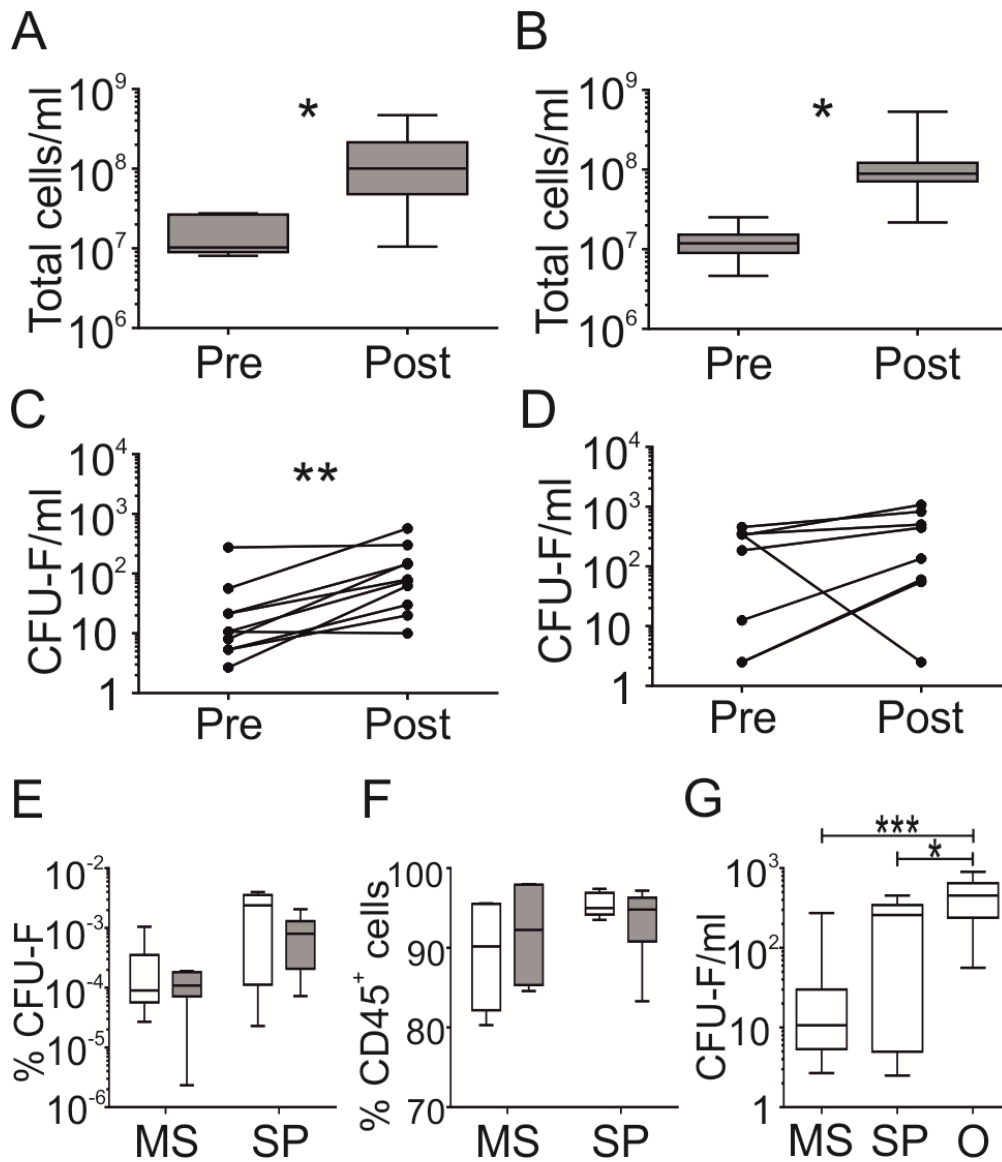 A
Total cells/ml
10⁹
10⁸
10⁷
10⁶
*
Pre Post
B
Total cells/ml
10⁹
10⁸
10⁷
10⁶
*
Pre Post
C
CFU-F/ml
10⁴
10³
10²
10
1
**
Pre Post
D
CFU-F/ml
10⁴
10³
10²
10
1
Pre Post
E
% CFU-F
10⁻²
10⁻³
10⁻⁴
10⁻⁵
10⁻⁶
MS SP
F
% CD45⁺ cells
100
90
80
70
MS SP
G
CFU-F/ml
10³
10²
10
1
***
*
MS SP O